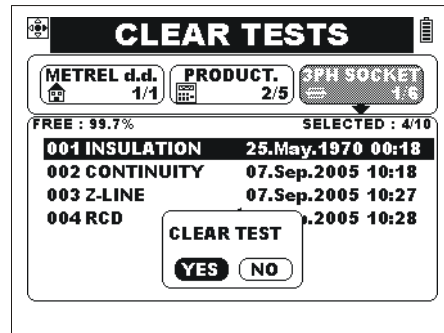 CLEAR TESTS
METREL d.d. PRODUCT. 3PH SOCKET
1/1 2/5 1/6
FREE : 99.7% SELECTED : 4/10
001 INSULATION 25.May.1970 00:18
002 CONTINUITY 07.Sep.2005 10:18
003 Z-LINE 07.Sep.2005 10:27
004 RCD .2005 10:28
CLEAR TEST
YES NO